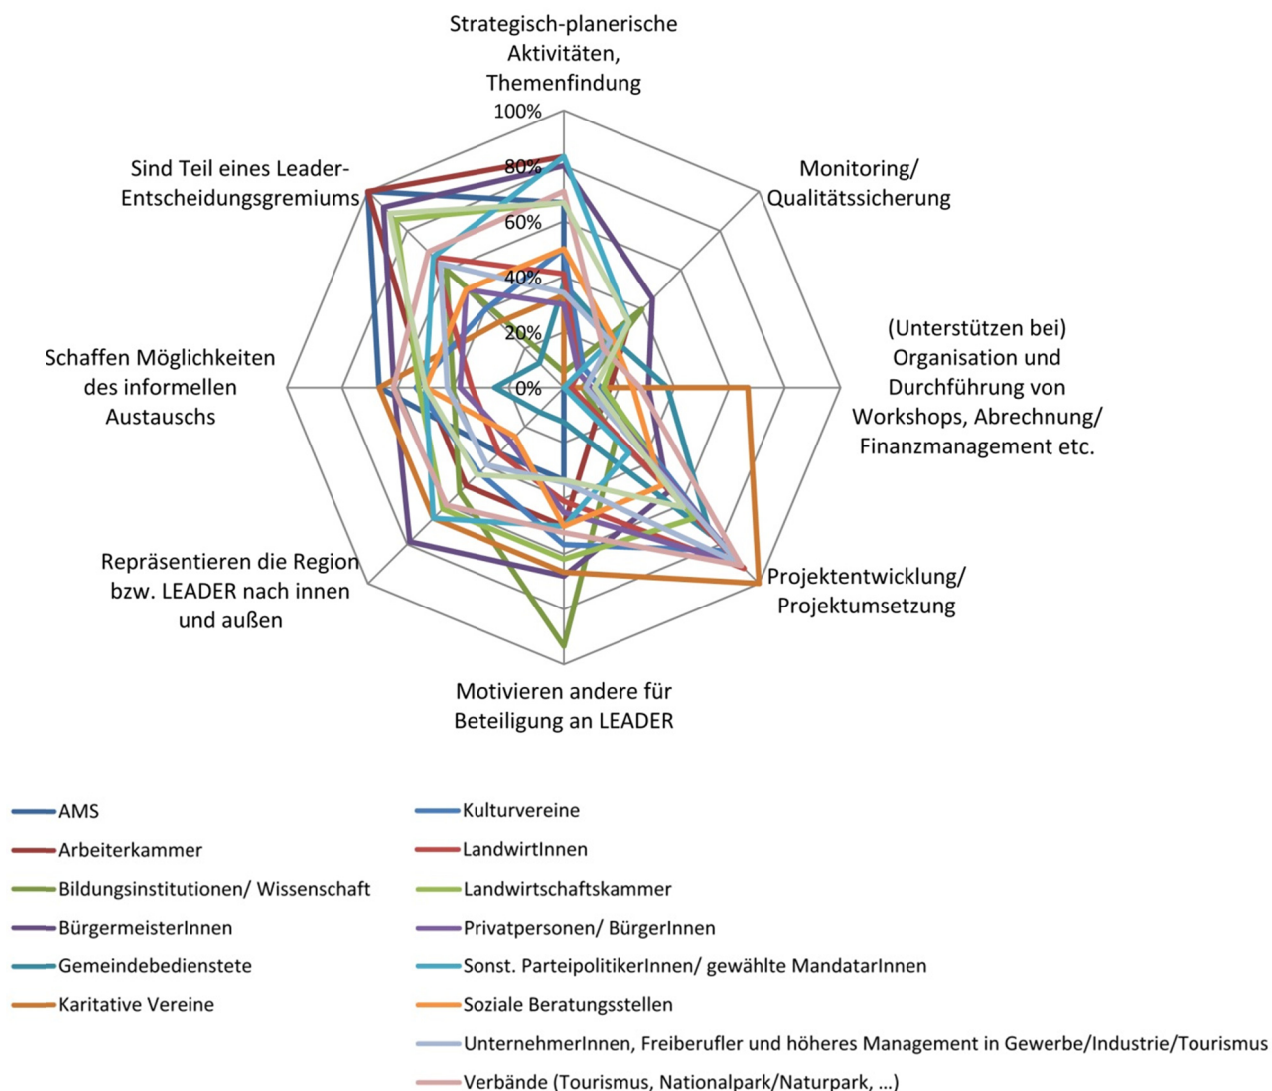 Strategisch-planerische
Aktivitäten,
Themenfindung
100%
80%
60%
40%
20%
0%
Monitoring/
Qualitätssicherung
(Unterstützen bei)
Organisation und
Durchführung von
Workshops, Abrechnung/
Finanzmanagement etc.
Projektentwicklung/
Projektumsetzung
Motivieren andere für
Beteiligung an LEADER
Repräsentieren die Region
bzw. LEADER nach innen
und außen
Schaffen Möglichkeiten
des informellen
Austauschs
Sind Teil eines Leader-
Entscheidungsgremiums
AMS
Arbeiterkammer
Bildungsinstitutionen/ Wissenschaft
BürgermeisterInnen
Gemeindebedienstete
Karitative Vereine
Kulturvereine
LandwirtInnen
Landwirtschaftskammer
Privatpersonen/ BürgerInnen
Sonst. ParteipolitikerInnen/ gewählte MandatarInnen
Soziale Beratungsstellen
UnternehmerInnen, Freiberufler und höheres Management in Gewerbe/Industrie/Tourismus
Verbände (Tourismus, Nationalpark/Naturpark, ...)